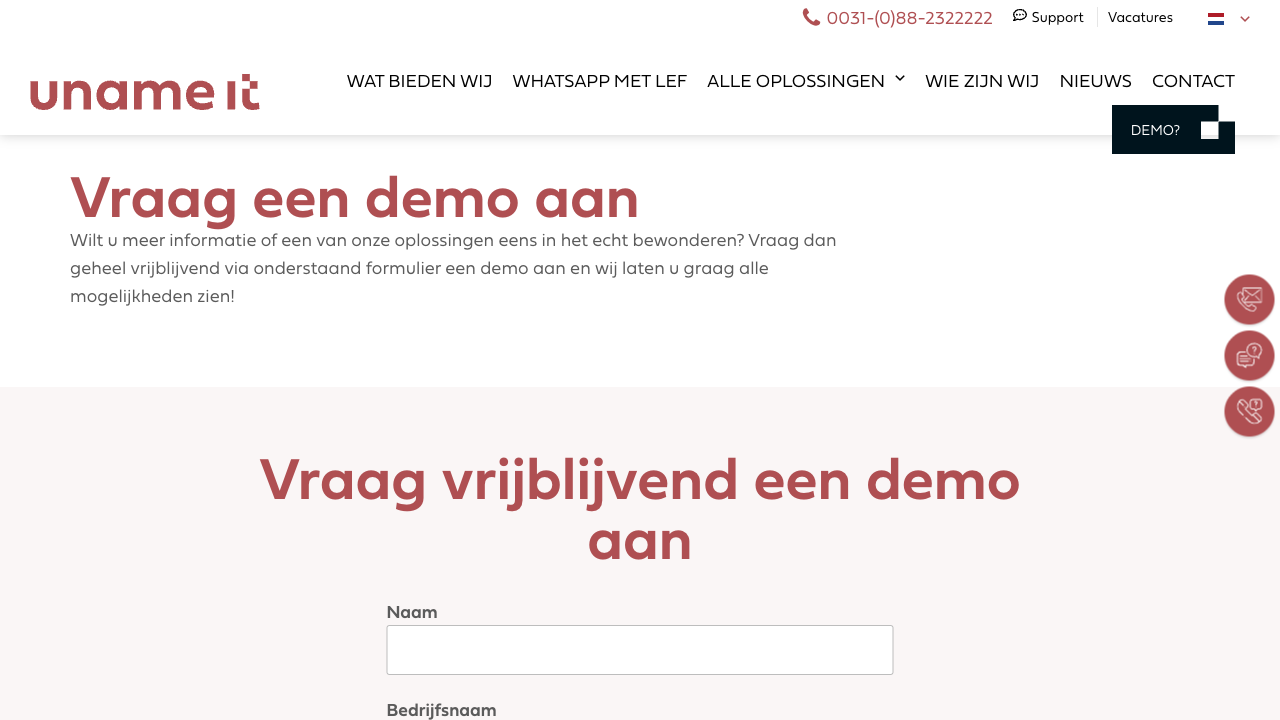 0031-(0)88-2322222
Support
Vacatures
uname it
WAT BIEDEN WIJ
WHATSAPP MET LEF
ALLE OPLOSSINGEN
WIE ZIJN WIJ
NIEUWS
CONTACT
DEMO?
Vraag een demo aan
Wilt u meer informatie of een van onze oplossingen eens in het echt bewonderen? Vraag dan
geheel vrijblijvend via onderstaand formulier een demo aan en wij laten u graag alle
mogelijkheden zien!
Vraag vrijblijvend een demo
aan
Naam
Bedrijfsnaam